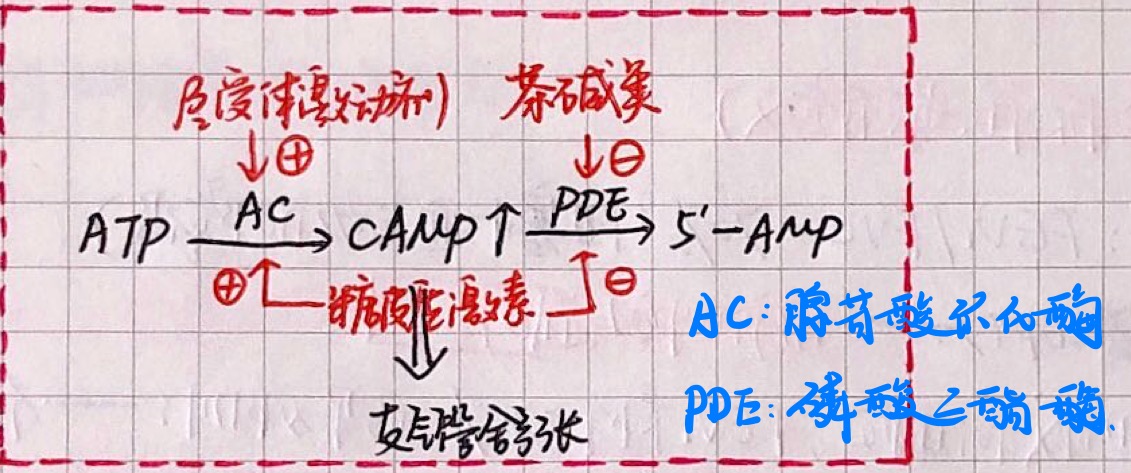 β受体激动剂 茶碱类
↓⊕ ↓⊖
ATP AC→ CAMP↑ PDE→ 5'-AMP
⊕ 糖皮质激素 ⊖
支气管舒张
AC:腺苷酸环化酶
PDE:磷酸二酯酶.